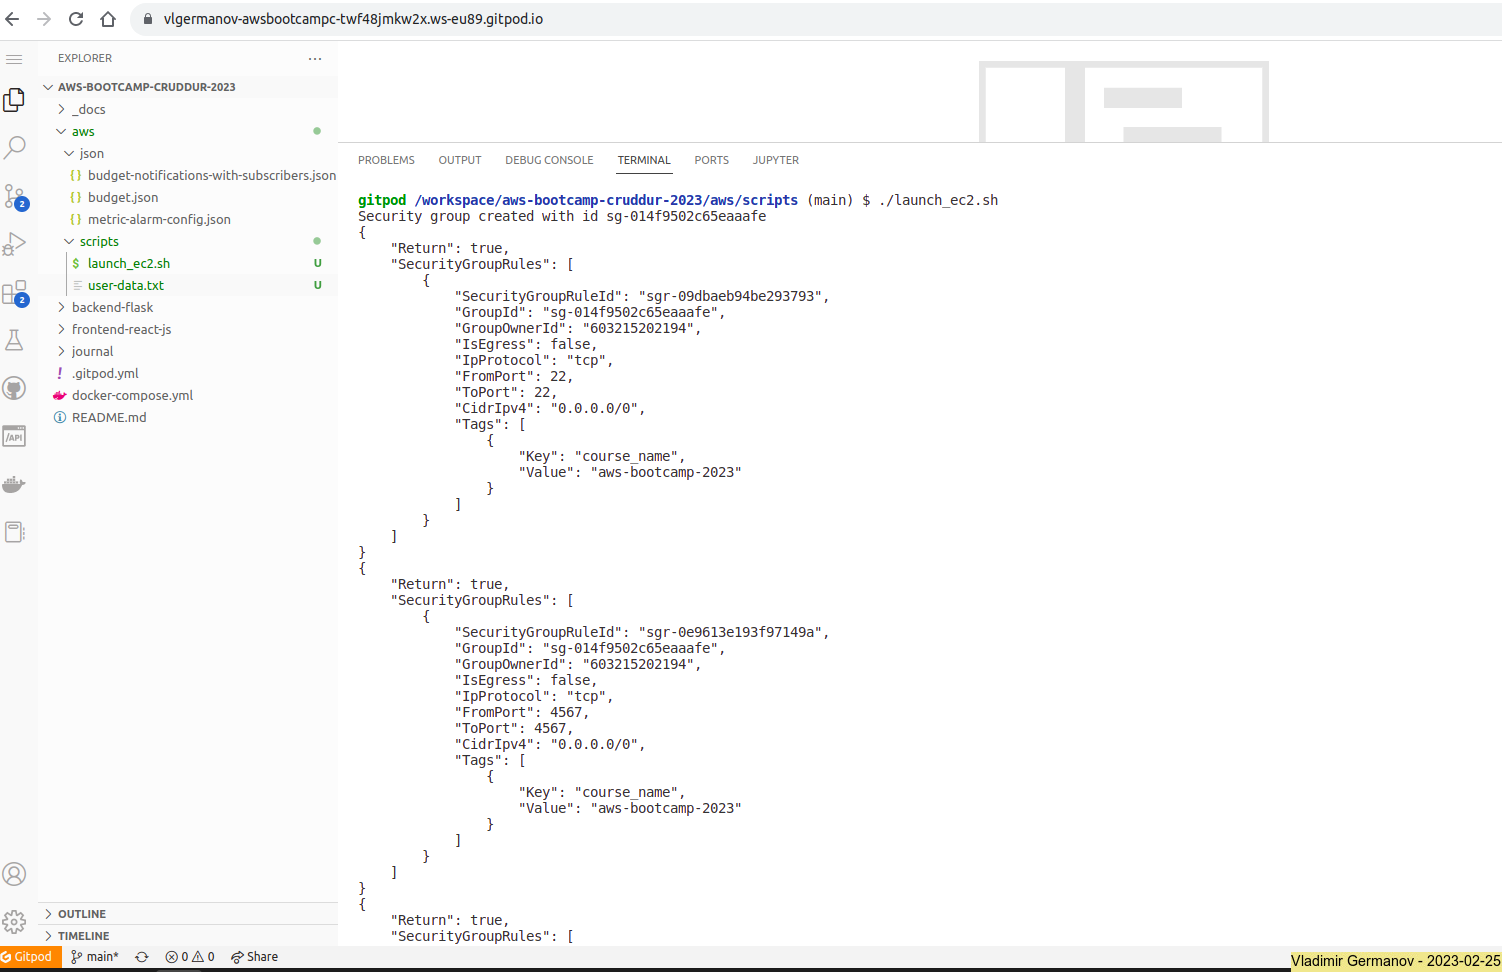 vlgermanov-awsbootcampc-twf48jmkw2x.ws-eu89.gitpod.io
EXPLORER
AWS-BOOTCAMP-CRUDDUR-2023
_docs
aws
json
{} budget-notifications-with-subscribers.json
{} budget.json
{} metric-alarm-config.json
scripts
$ launch_ec2.sh U
user-data.txt U
backend-flask
frontend-react-js
journal
! .gitpod.yml
docker-compose.yml
README.md
2
2
/API
OUTLINE
TIMELINE
PROBLEMS OUTPUT DEBUG CONSOLE TERMINAL PORTS JUPYTER
gitpod /workspace/aws-bootcamp-cruddur-2023/aws/scripts (main) $ ./launch_ec2.sh
Security group created with id sg-014f9502c65eaaafe
{
    "Return": true,
    "SecurityGroupRules": [
        {
            "SecurityGroupRuleId": "sgr-09dbaeb94be293793",
            "GroupId": "sg-014f9502c65eaaafe",
            "GroupOwnerId": "603215202194",
            "IsEgress": false,
            "IpProtocol": "tcp",
            "FromPort": 22,
            "ToPort": 22,
            "CidrIpv4": "0.0.0.0/0",
            "Tags": [
                {
                    "Key": "course_name",
                    "Value": "aws-bootcamp-2023"
                }
            ]
        }
    ]
}
{
    "Return": true,
    "SecurityGroupRules": [
        {
            "SecurityGroupRuleId": "sgr-0e9613e193f97149a",
            "GroupId": "sg-014f9502c65eaaafe",
            "GroupOwnerId": "603215202194",
            "IsEgress": false,
            "IpProtocol": "tcp",
            "FromPort": 4567,
            "ToPort": 4567,
            "CidrIpv4": "0.0.0.0/0",
            "Tags": [
                {
                    "Key": "course_name",
                    "Value": "aws-bootcamp-2023"
                }
            ]
        }
    ]
}
{
    "Return": true,
    "SecurityGroupRules": [
Gitpod main* 0 0 Share
Vladimir Germanov - 2023-02-25